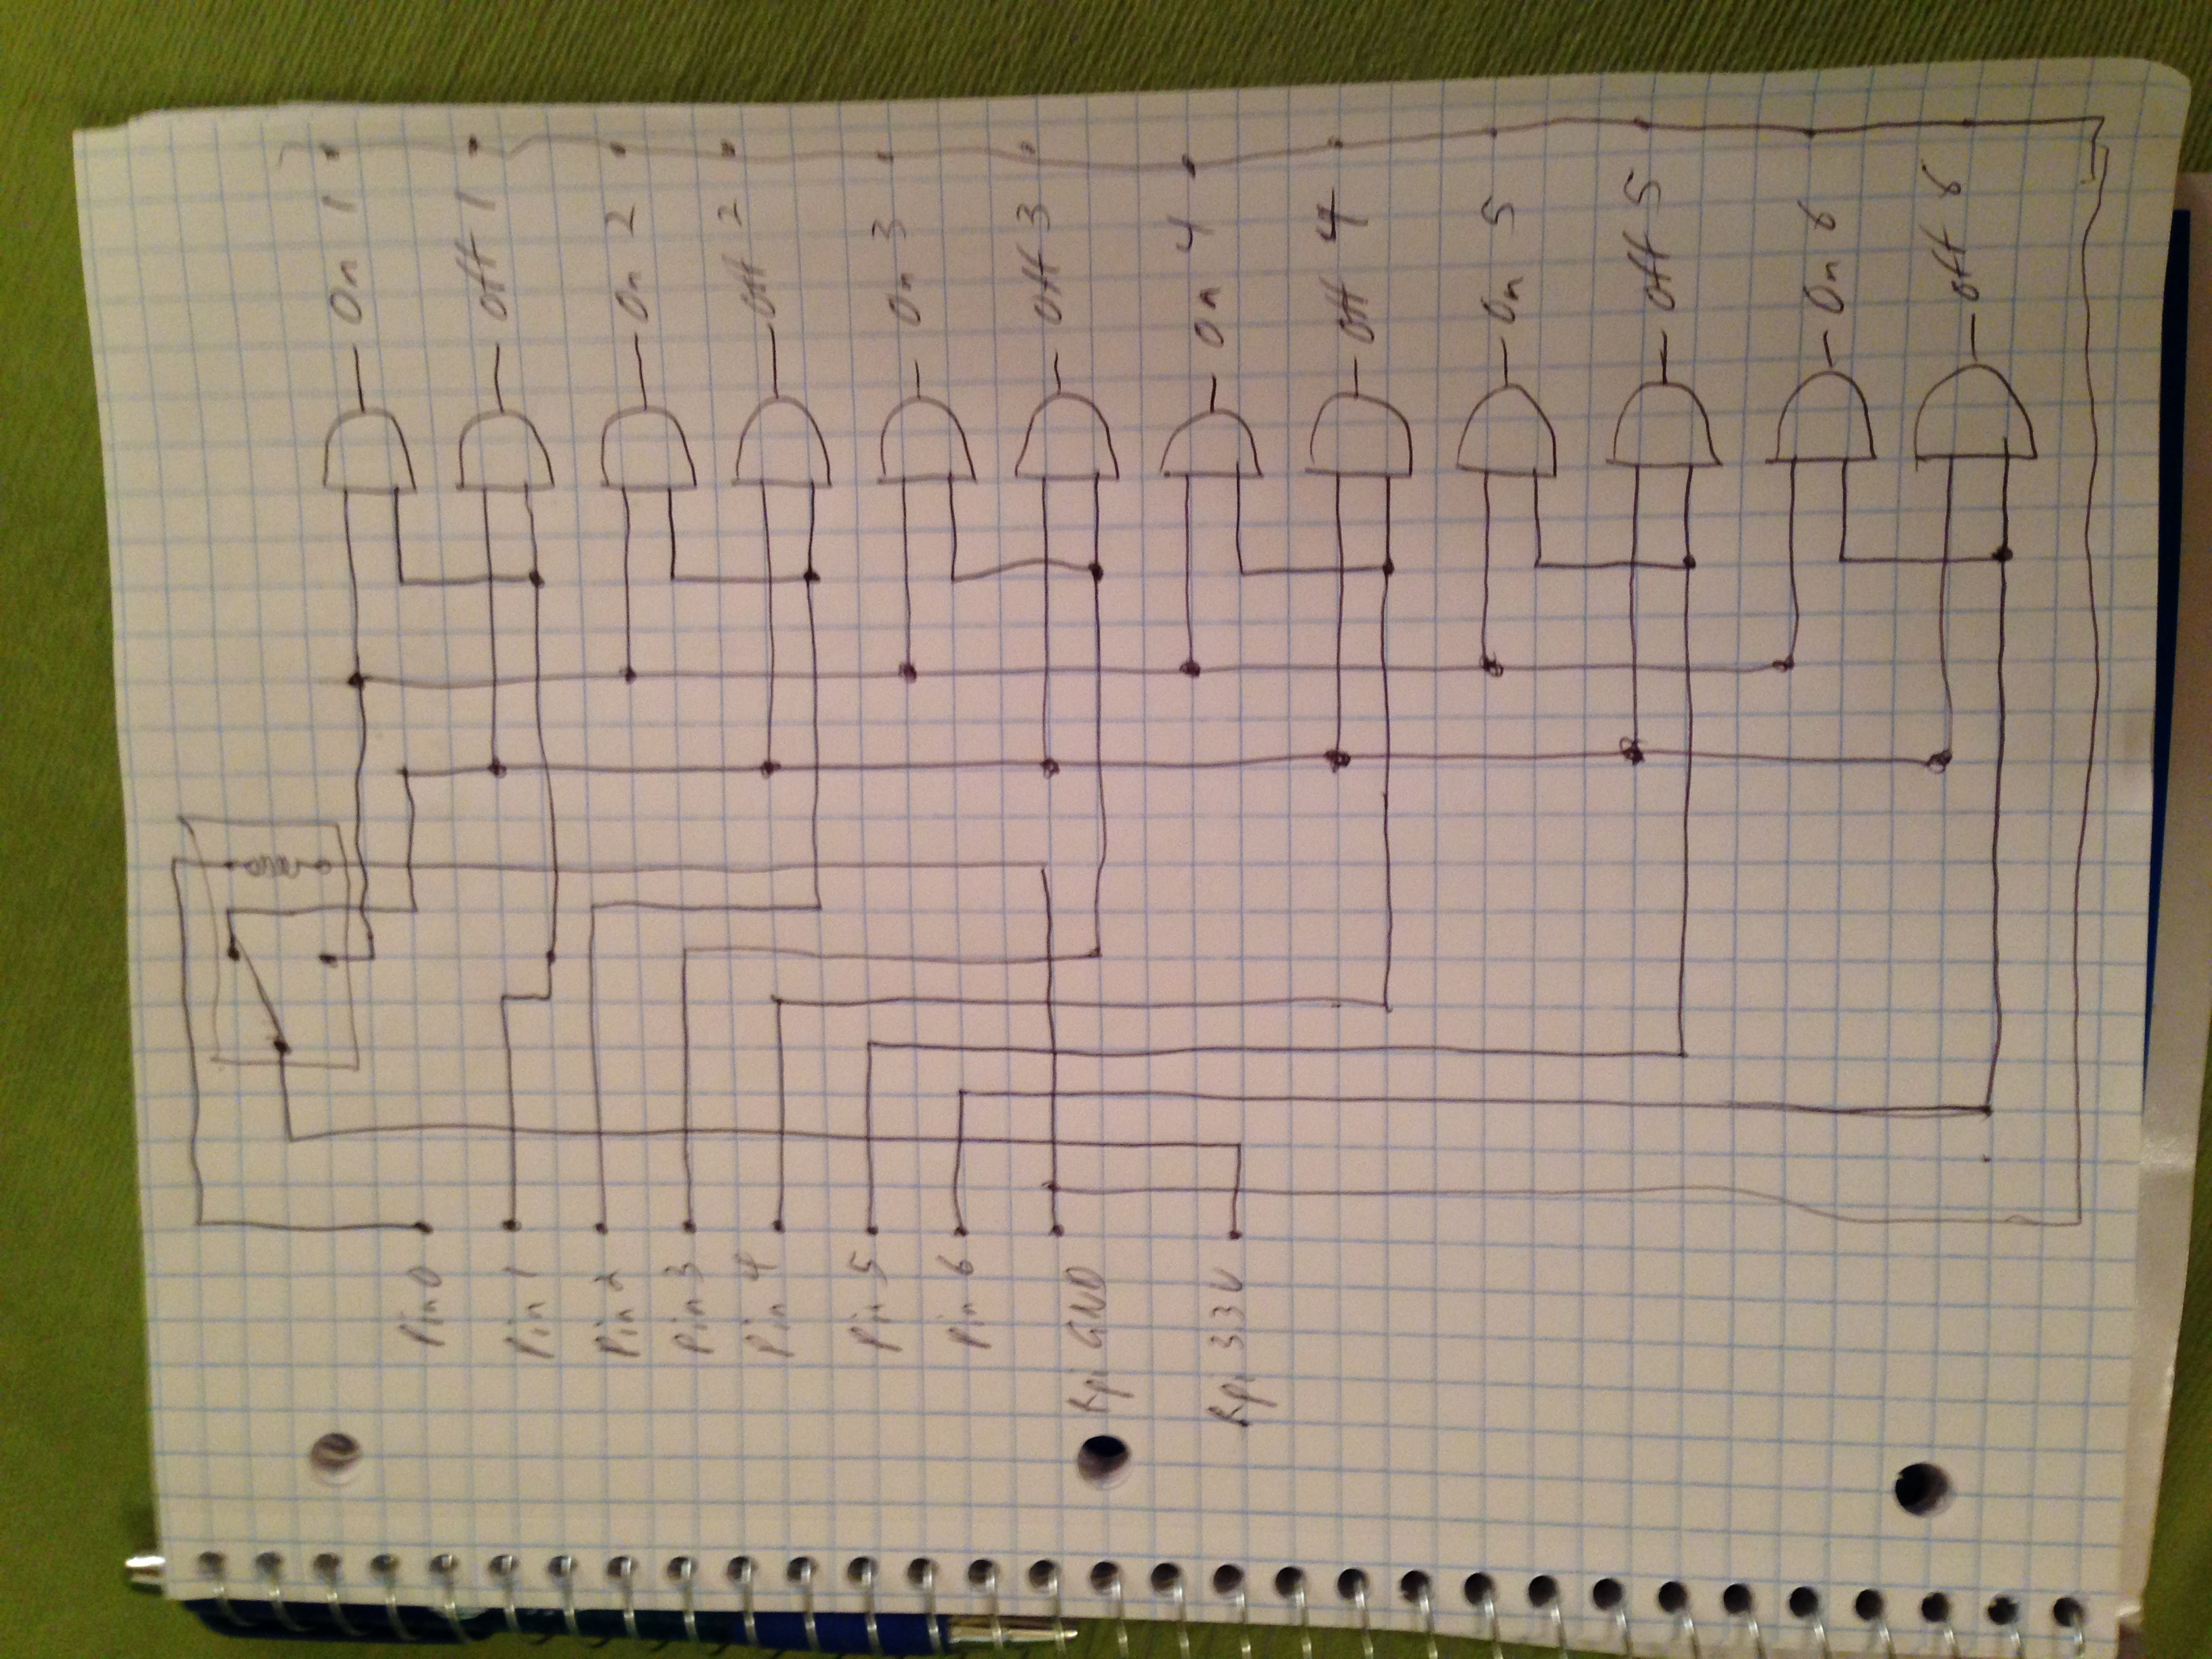 Pin 0
Pin 1
Pin 2
Pin 3
Pin 4
Pin 5
Pin 6
Rpi GND
Rpi 3.3V
On 1
off 1
On 2
off 2
On 3
off 3
On 4
off 4
On 5
off 5
On 6
off 6